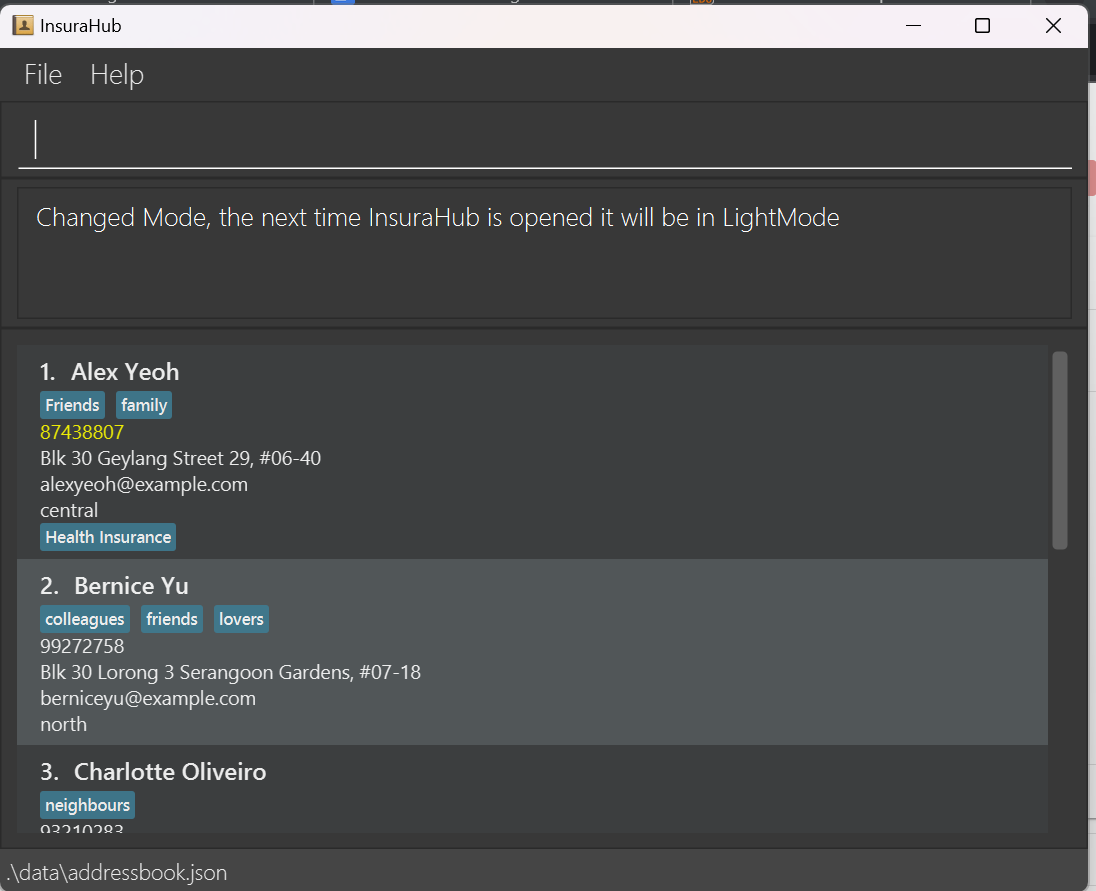 InsuraHub
File Help
Changed Mode, the next time InsuraHub is opened it will be in LightMode
1. Alex Yeoh
Friends family
87438807
Blk 30 Geylang Street 29, #06-40
alexyeoh@example.com
central
Health Insurance
2. Bernice Yu
colleagues friends lovers
99272758
Blk 30 Lorong 3 Serangoon Gardens, #07-18
berniceyu@example.com
north
3. Charlotte Oliveiro
neighbours
93210283
.\data\addressbook.json